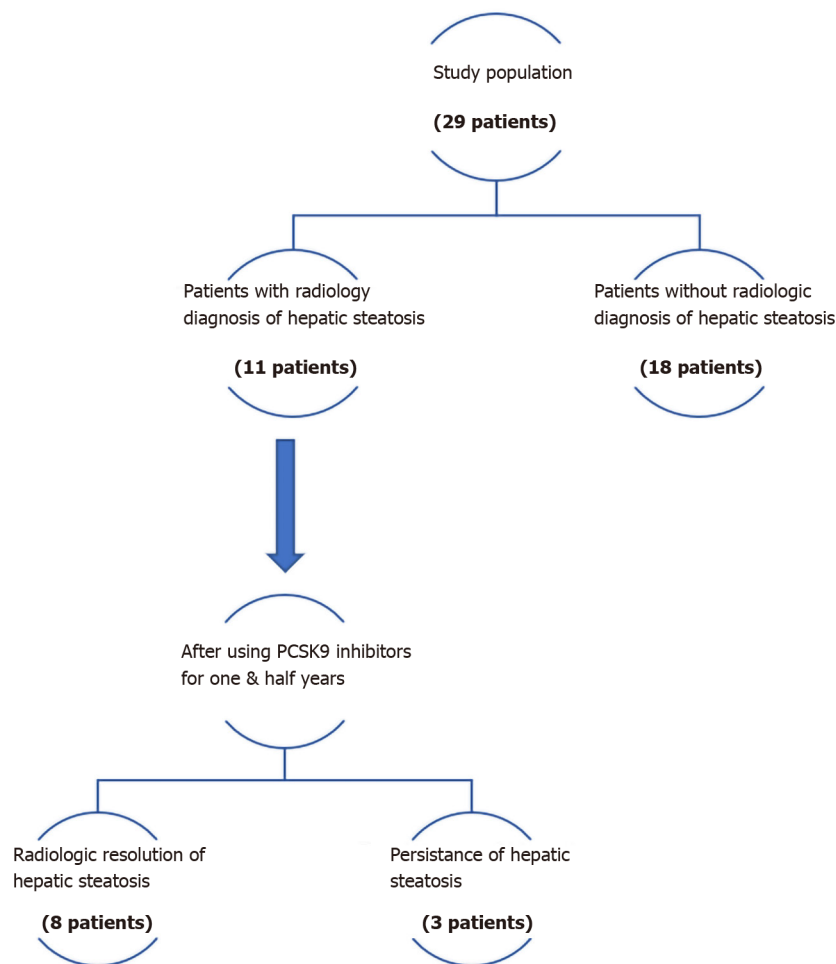 Study population
(29 patients)
Patients with radiology
diagnosis of hepatic steatosis
(11 patients)
Patients without radiologic
diagnosis of hepatic steatosis
(18 patients)
After using PCSK9 inhibitors
for one & half years
Radiologic resolution of
hepatic steatosis
(8 patients)
Persistance of hepatic
steatosis
(3 patients)